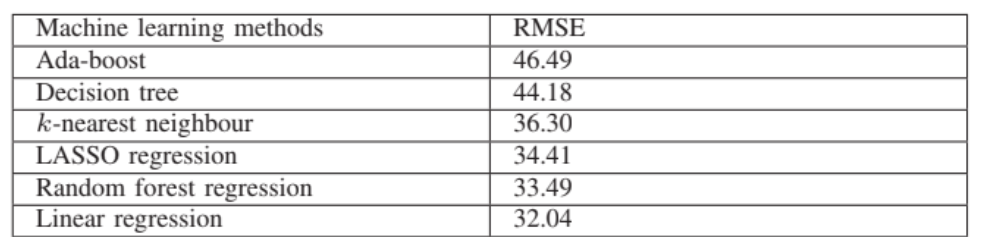 Machine learning methods RMSE
Ada-boost 46.49
Decision tree 44.18
k-nearest neighbour 36.30
LASSO regression 34.41
Random forest regression 33.49
Linear regression 32.04